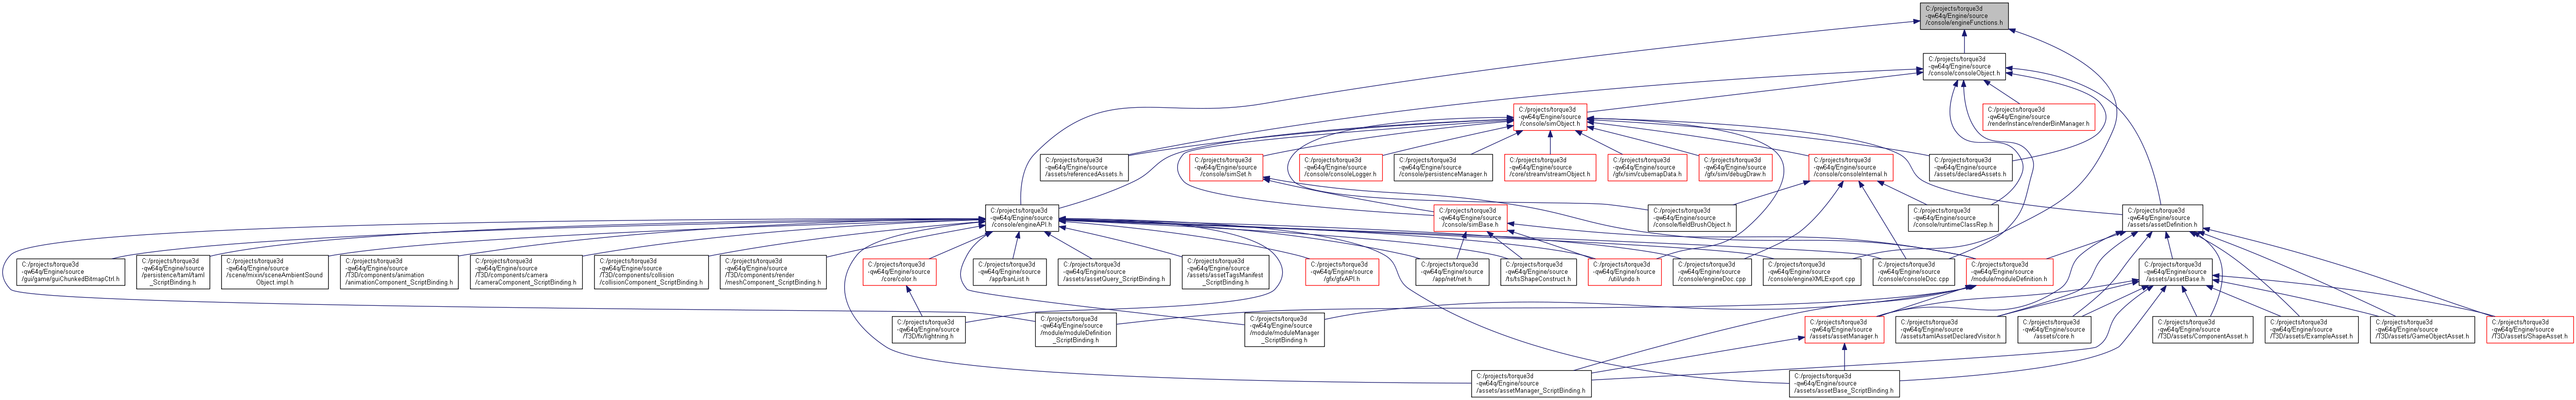 C:/projects/torque3d
-qw64q/Engine/source
/console/engineFunctions.h
C:/projects/torque3d
-qw64q/Engine/source
/console/consoleObject.h
C:/projects/torque3d
-qw64q/Engine/source
/console/simObject.h
C:/projects/torque3d
-qw64q/Engine/source
/renderInstance/renderBinManager.h
C:/projects/torque3d
-qw64q/Engine/source
/assets/referencedAssets.h
C:/projects/torque3d
-qw64q/Engine/source
/console/simSet.h
C:/projects/torque3d
-qw64q/Engine/source
/console/consoleLogger.h
C:/projects/torque3d
-qw64q/Engine/source
/console/persistenceManager.h
C:/projects/torque3d
-qw64q/Engine/source
/core/stream/streamObject.h
C:/projects/torque3d
-qw64q/Engine/source
/gfx/sim/cubemapData.h
C:/projects/torque3d
-qw64q/Engine/source
/gfx/sim/debugDraw.h
C:/projects/torque3d
-qw64q/Engine/source
/console/consoleInternal.h
C:/projects/torque3d
-qw64q/Engine/source
/assets/declaredAssets.h
C:/projects/torque3d
-qw64q/Engine/source
/console/engineAPI.h
C:/projects/torque3d
-qw64q/Engine/source
/console/simBase.h
C:/projects/torque3d
-qw64q/Engine/source
/console/fieldBrushObject.h
C:/projects/torque3d
-qw64q/Engine/source
/console/runtimeClassRep.h
C:/projects/torque3d
-qw64q/Engine/source
/assets/assetDefinition.h
C:/projects/torque3d
-qw64q/Engine/source
/gui/game/guiChunkedBitmapCtrl.h
C:/projects/torque3d
-qw64q/Engine/source
/persistence/taml/taml
_ScriptBinding.h
C:/projects/torque3d
-qw64q/Engine/source
/scene/mixin/sceneAmbientSound
Object.impl.h
C:/projects/torque3d
-qw64q/Engine/source
/T3D/components/animation
/animationComponent_ScriptBinding.h
C:/projects/torque3d
-qw64q/Engine/source
/T3D/components/camera
/cameraComponent_ScriptBinding.h
C:/projects/torque3d
-qw64q/Engine/source
/T3D/components/collision
/collisionComponent_ScriptBinding.h
C:/projects/torque3d
-qw64q/Engine/source
/T3D/components/render
/meshComponent_ScriptBinding.h
C:/projects/torque3d
-qw64q/Engine/source
/core/color.h
C:/projects/torque3d
-qw64q/Engine/source
/app/banList.h
C:/projects/torque3d
-qw64q/Engine/source
/assets/assetQuery_ScriptBinding.h
C:/projects/torque3d
-qw64q/Engine/source
/assets/assetTagsManifest
_ScriptBinding.h
C:/projects/torque3d
-qw64q/Engine/source
/gfx/gfxAPI.h
C:/projects/torque3d
-qw64q/Engine/source
/app/net/net.h
C:/projects/torque3d
-qw64q/Engine/source
/ts/tsShapeConstruct.h
C:/projects/torque3d
-qw64q/Engine/source
/util/undo.h
C:/projects/torque3d
-qw64q/Engine/source
/console/engineDoc.cpp
C:/projects/torque3d
-qw64q/Engine/source
/console/engineXMLExport.cpp
C:/projects/torque3d
-qw64q/Engine/source
/console/consoleDoc.cpp
C:/projects/torque3d
-qw64q/Engine/source
/module/moduleDefinition.h
C:/projects/torque3d
-qw64q/Engine/source
/assets/assetBase.h
C:/projects/torque3d
-qw64q/Engine/source
/T3D/fx/lightning.h
C:/projects/torque3d
-qw64q/Engine/source
/module/moduleDefinition
_ScriptBinding.h
C:/projects/torque3d
-qw64q/Engine/source
/module/moduleManager
_ScriptBinding.h
C:/projects/torque3d
-qw64q/Engine/source
/assets/assetManager.h
C:/projects/torque3d
-qw64q/Engine/source
/assets/tamlAssetDeclaredVisitor.h
C:/projects/torque3d
-qw64q/Engine/source
/assets/core.h
C:/projects/torque3d
-qw64q/Engine/source
/T3D/assets/ComponentAsset.h
C:/projects/torque3d
-qw64q/Engine/source
/T3D/assets/ExampleAsset.h
C:/projects/torque3d
-qw64q/Engine/source
/T3D/assets/GameObjectAsset.h
C:/projects/torque3d
-qw64q/Engine/source
/T3D/assets/ShapeAsset.h
C:/projects/torque3d
-qw64q/Engine/source
/assets/assetManager_ScriptBinding.h
C:/projects/torque3d
-qw64q/Engine/source
/assets/assetBase_ScriptBinding.h